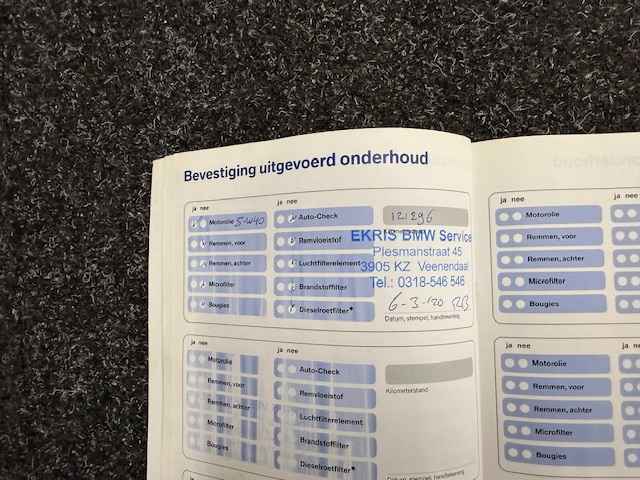 Bevestiging uitgevoerd onderhoud
ja nee
ja nee
Motorolie 5-W40
Remmen, voor
Remmen, achter
Microfilter
Bougies
Auto-Check
Remvloeistof
Luchtfilterelement
Brandstoffilter
Dieselroetfilter*
121296
EKRIS BMW Service
Plesmanstraat 45
3905 KZ Veenendaal
Tel.: 0318-546 546
6-3-'20
Datum, stempel, handtekening
ja nee
ja nee
Motorolie
Remmen, voor
Remmen, achter
Microfilter
Bougies
Auto-Check
Remvloeistof
Luchtfilterelement
Brandstoffilter
Dieselroetfilter*
Kilometerstand
Datum, stempel, handtekening
ja nee
ja
Motorolie
Remmen, voor
Remmen, achter
Microfilter
Bougies
ja nee
ja
Motorolie
Remmen, voor
Remmen, achter
Microfilter
Bougies